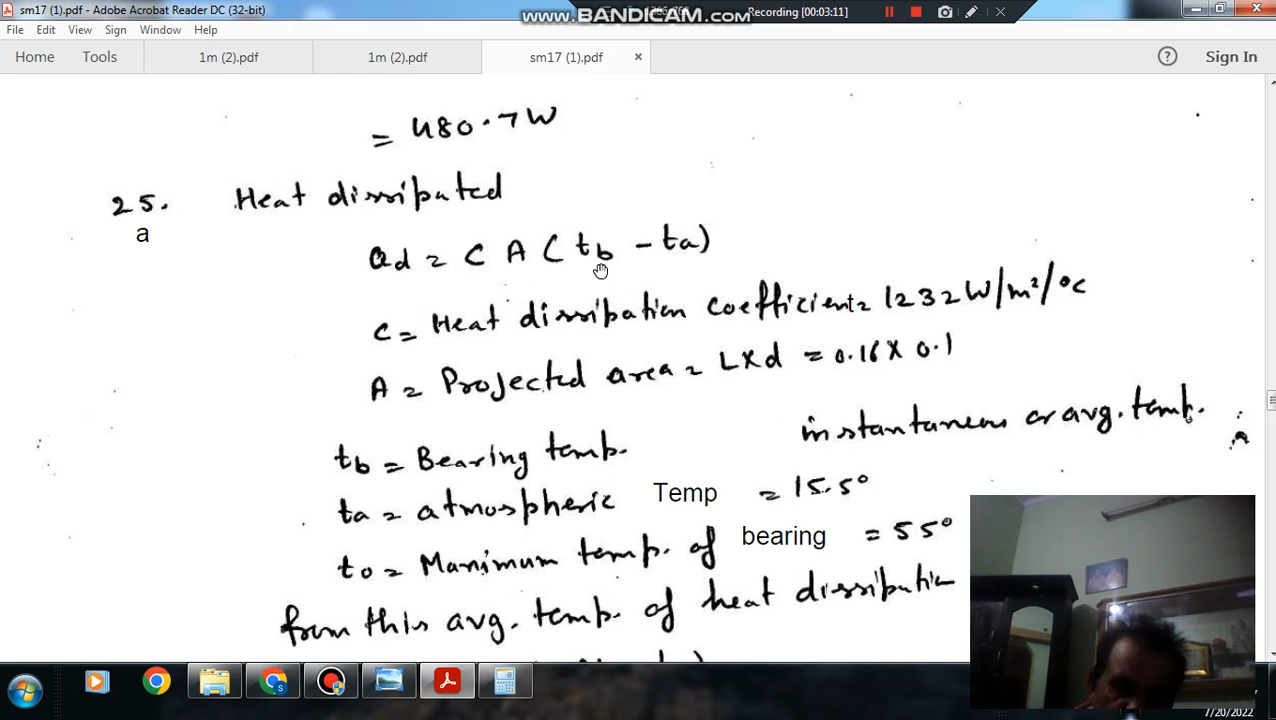 sm17 (1).pdf - Adobe Acrobat Reader DC (32-bit)
www.BANDICAM.com
Recording [00:03:11]
File Edit View Sign Window Help
Home Tools 1m (2).pdf 1m (2).pdf sm17 (1).pdf × ? Sign In
= 480.7W
25. Heat dissipated
a
Qd = C A (tb - ta)
C = Heat dissipation coefficient = 1232 W/m²/°C
A = Projected area = L×d = 0.16 × 0.1
instantaneous or avg. temp.
tb = Bearing temp.
ta = atmospheric Temp = 15.5°
to = Maximum temp. of bearing = 55°
from this avg. temp. of heat dissipation
7/20/2022